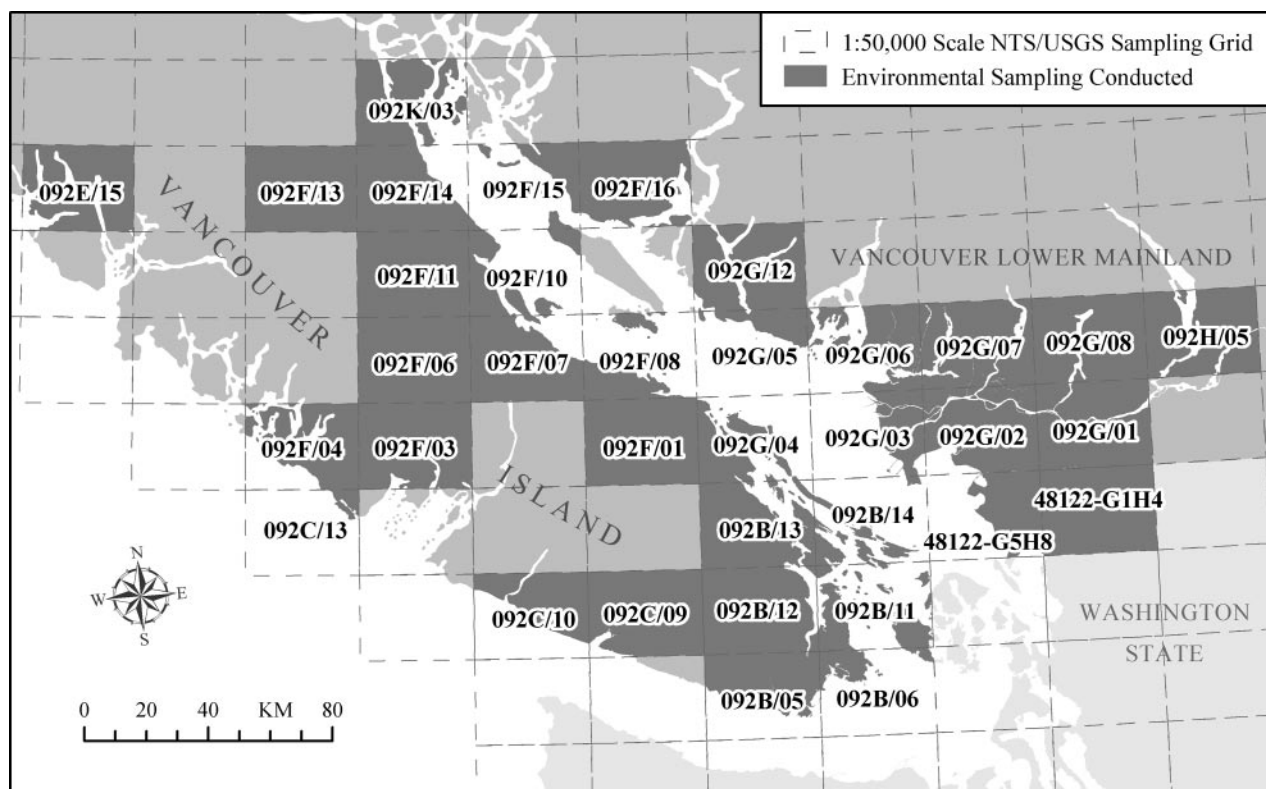 1:50,000 Scale NTS/USGS Sampling Grid
Environmental Sampling Conducted
092K/03
092E/15
092F/13
092F/14
092F/15
092F/16
VANCOUVER
ISLAND
092F/11
092F/10
092G/12
VANCOUVER LOWER MAINLAND
092F/06
092F/07
092F/08
092G/05
092G/06
092G/07
092G/08
092H/05
092F/04
092F/03
092F/01
092G/04
092G/03
092G/02
092G/01
092C/13
092B/13
092B/14
48122-G5H8
48122-G1H4
092C/10
092C/09
092B/12
092B/11
WASHINGTON
STATE
092B/05
092B/06
N
W E
S
0 20 40 KM 80